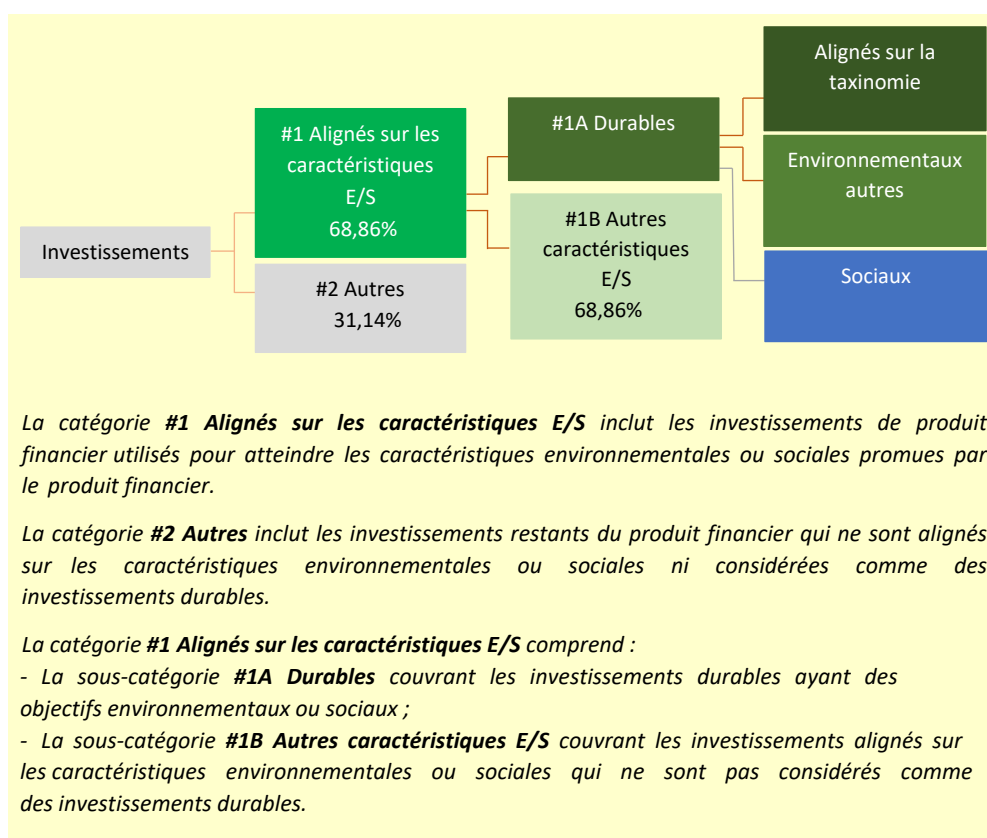 Investissements
#1 Alignés sur les
caractéristiques
E/S
68,86%
#2 Autres
31,14%
#1A Durables
#1B Autres
caractéristiques
E/S
68,86%
Alignés sur la
taxinomie
Environnementaux
autres
Sociaux
La catégorie #1 Alignés sur les caractéristiques E/S inclut les investissements de produit
financier utilisés pour atteindre les caractéristiques environnementales ou sociales promues par
le produit financier.
La catégorie #2 Autres inclut les investissements restants du produit financier qui ne sont alignés
sur les caractéristiques environnementales ou sociales ni considérées comme des
investissements durables.
La catégorie #1 Alignés sur les caractéristiques E/S comprend :
- La sous-catégorie #1A Durables couvrant les investissements durables ayant des
objectifs environnementaux ou sociaux ;
- La sous-catégorie #1B Autres caractéristiques E/S couvrant les investissements alignés sur
les caractéristiques environnementales ou sociales qui ne sont pas considérés comme
des investissements durables.